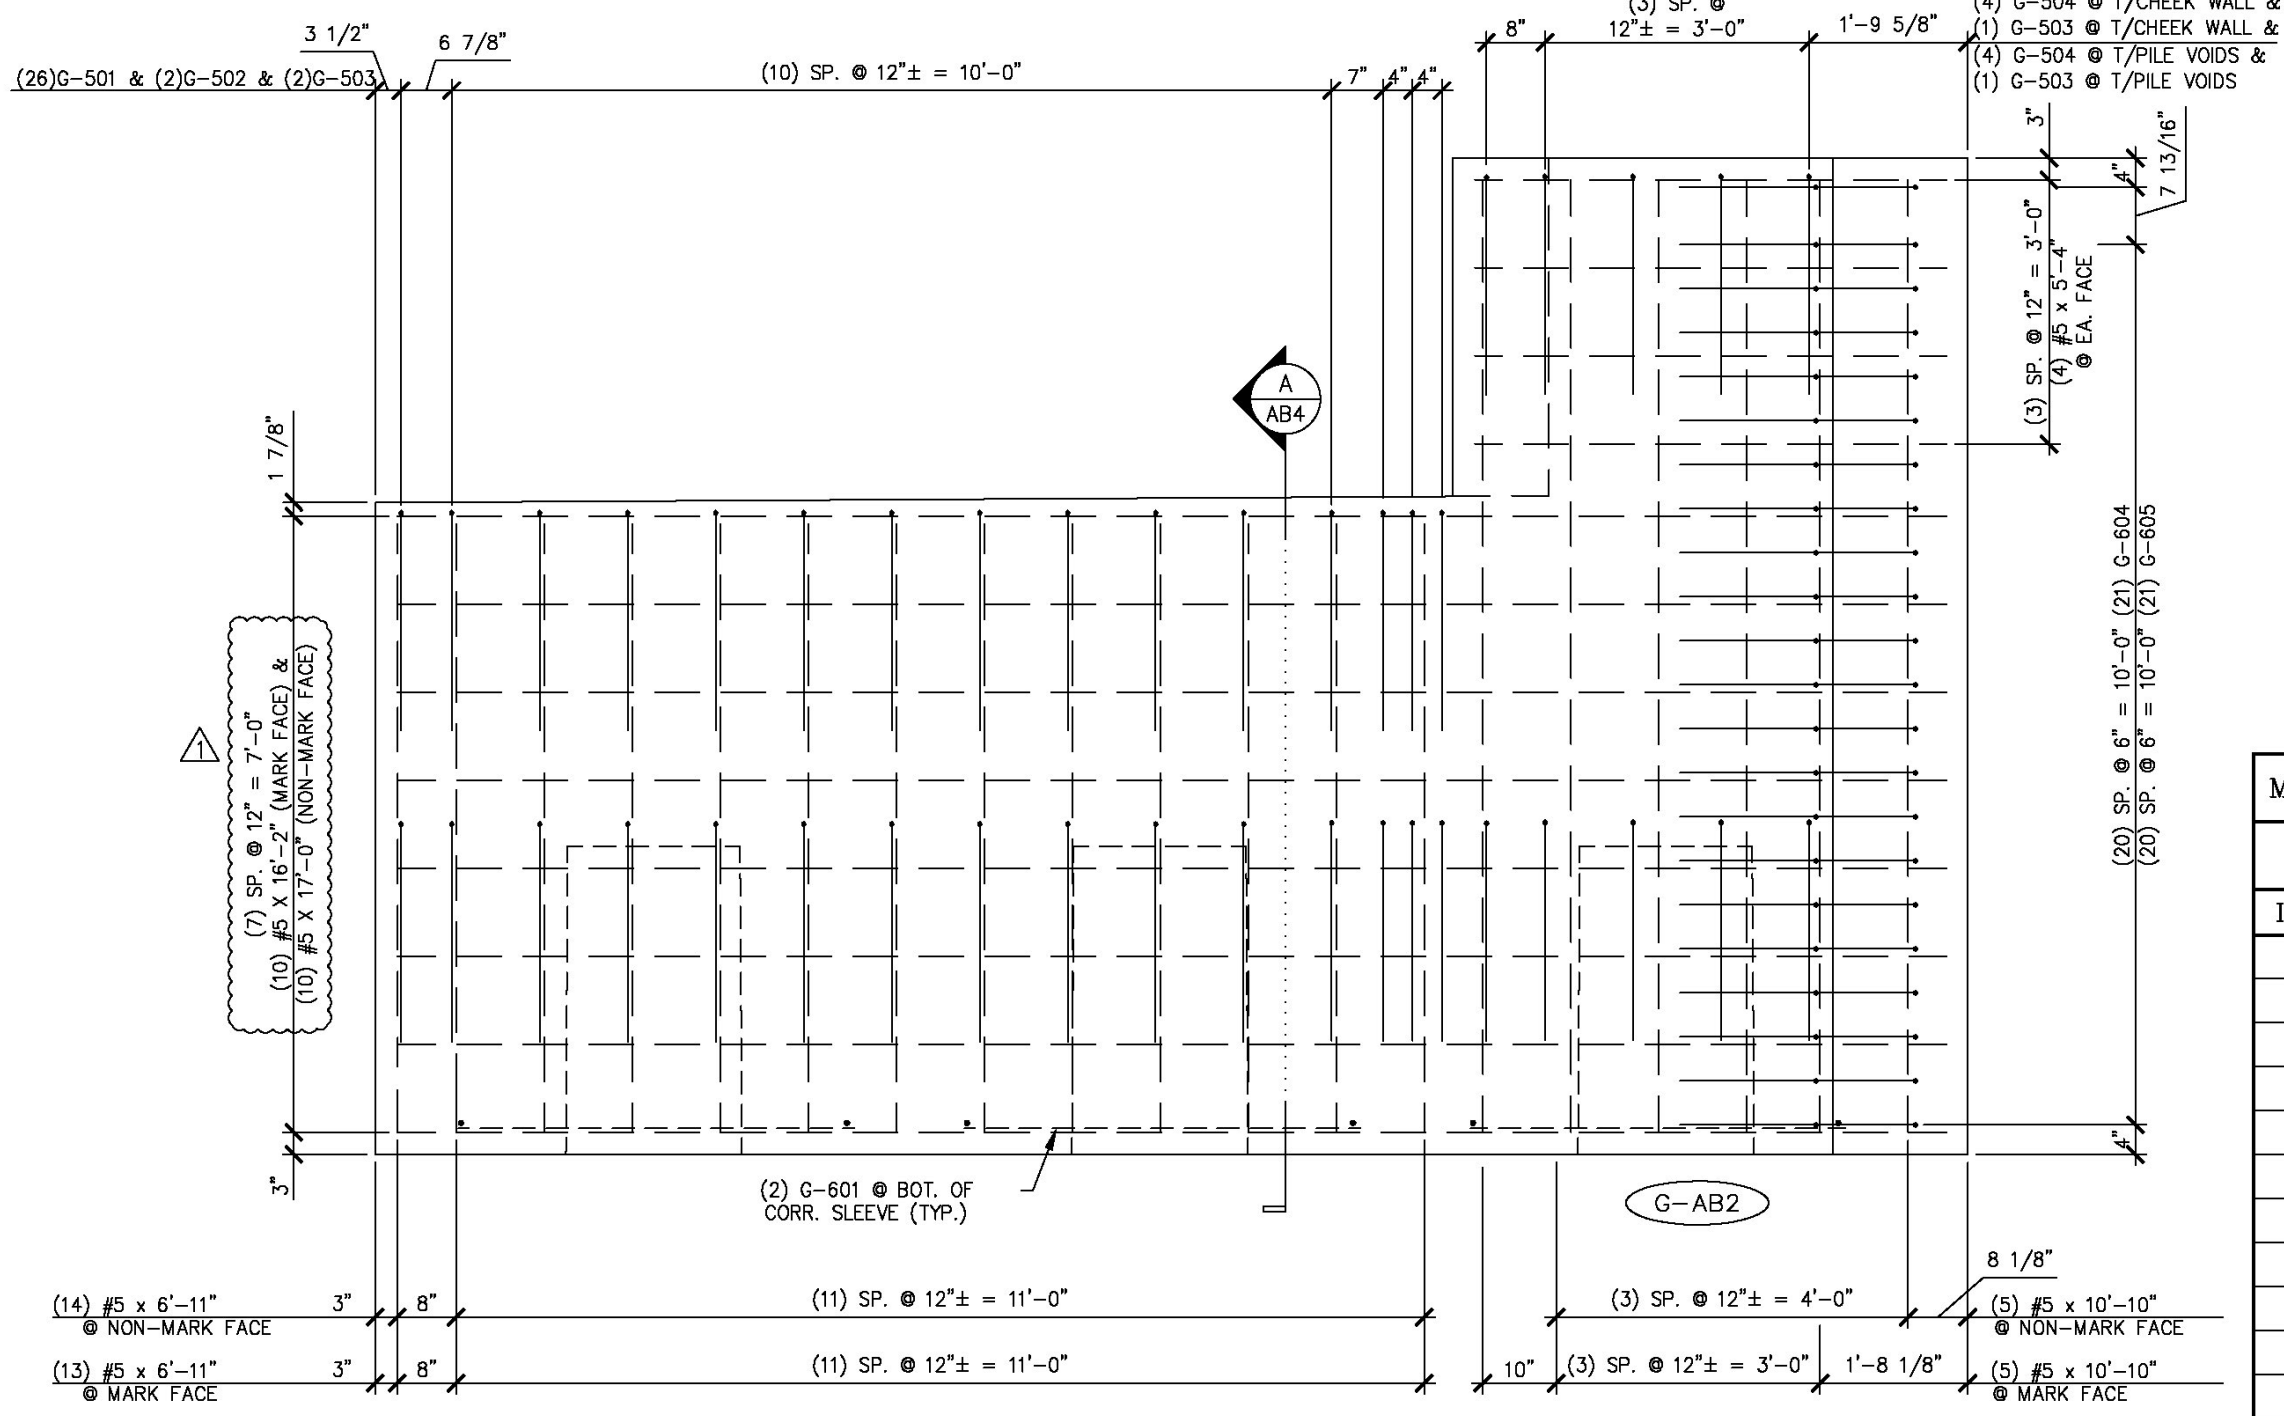 (3) SP. @
12"± = 3'-0"
8"
1'-9 5/8"
(4) G-504 @ T/CHEEK WALL &
(1) G-503 @ T/CHEEK WALL &
(4) G-504 @ T/PILE VOIDS &
(1) G-503 @ T/PILE VOIDS
3 1/2"
6 7/8"
(26)G-501 & (2)G-502 & (2)G-503
(10) SP. @ 12"± = 10'-0"
7"
4"
4"
3"
4"
7 13/16"
(3) SP. @ 12" = 3'-0"
(4) #5 x 5'-4"
@ EA. FACE
A
AB4
1 7/8"
(20) SP. @ 6" = 10'-0" (21) G-604
(20) SP. @ 6" = 10'-0" (21) G-605
1
(7) SP. @ 12" = 7'-0"
(10) #5 X 16'-2" (MARK FACE) &
(10) #5 X 17'-0" (NON-MARK FACE)
3"
4"
(2) G-601 @ BOT. OF
CORR. SLEEVE (TYP.)
G-AB2
8 1/8"
(14) #5 x 6'-11"
@ NON-MARK FACE
3"
8"
(11) SP. @ 12"± = 11'-0"
(3) SP. @ 12"± = 4'-0"
(5) #5 x 10'-10"
@ NON-MARK FACE
(13) #5 x 6'-11"
@ MARK FACE
3"
8"
(11) SP. @ 12"± = 11'-0"
10"
(3) SP. @ 12"± = 3'-0"
1'-8 1/8"
(5) #5 x 10'-10"
@ MARK FACE